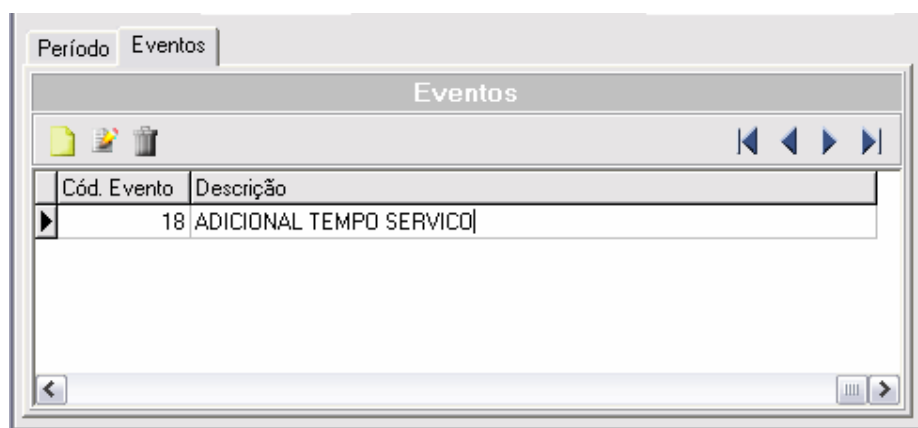 Período Eventos
Eventos
Cód. Evento Descrição
18 ADICIONAL TEMPO SERVICO